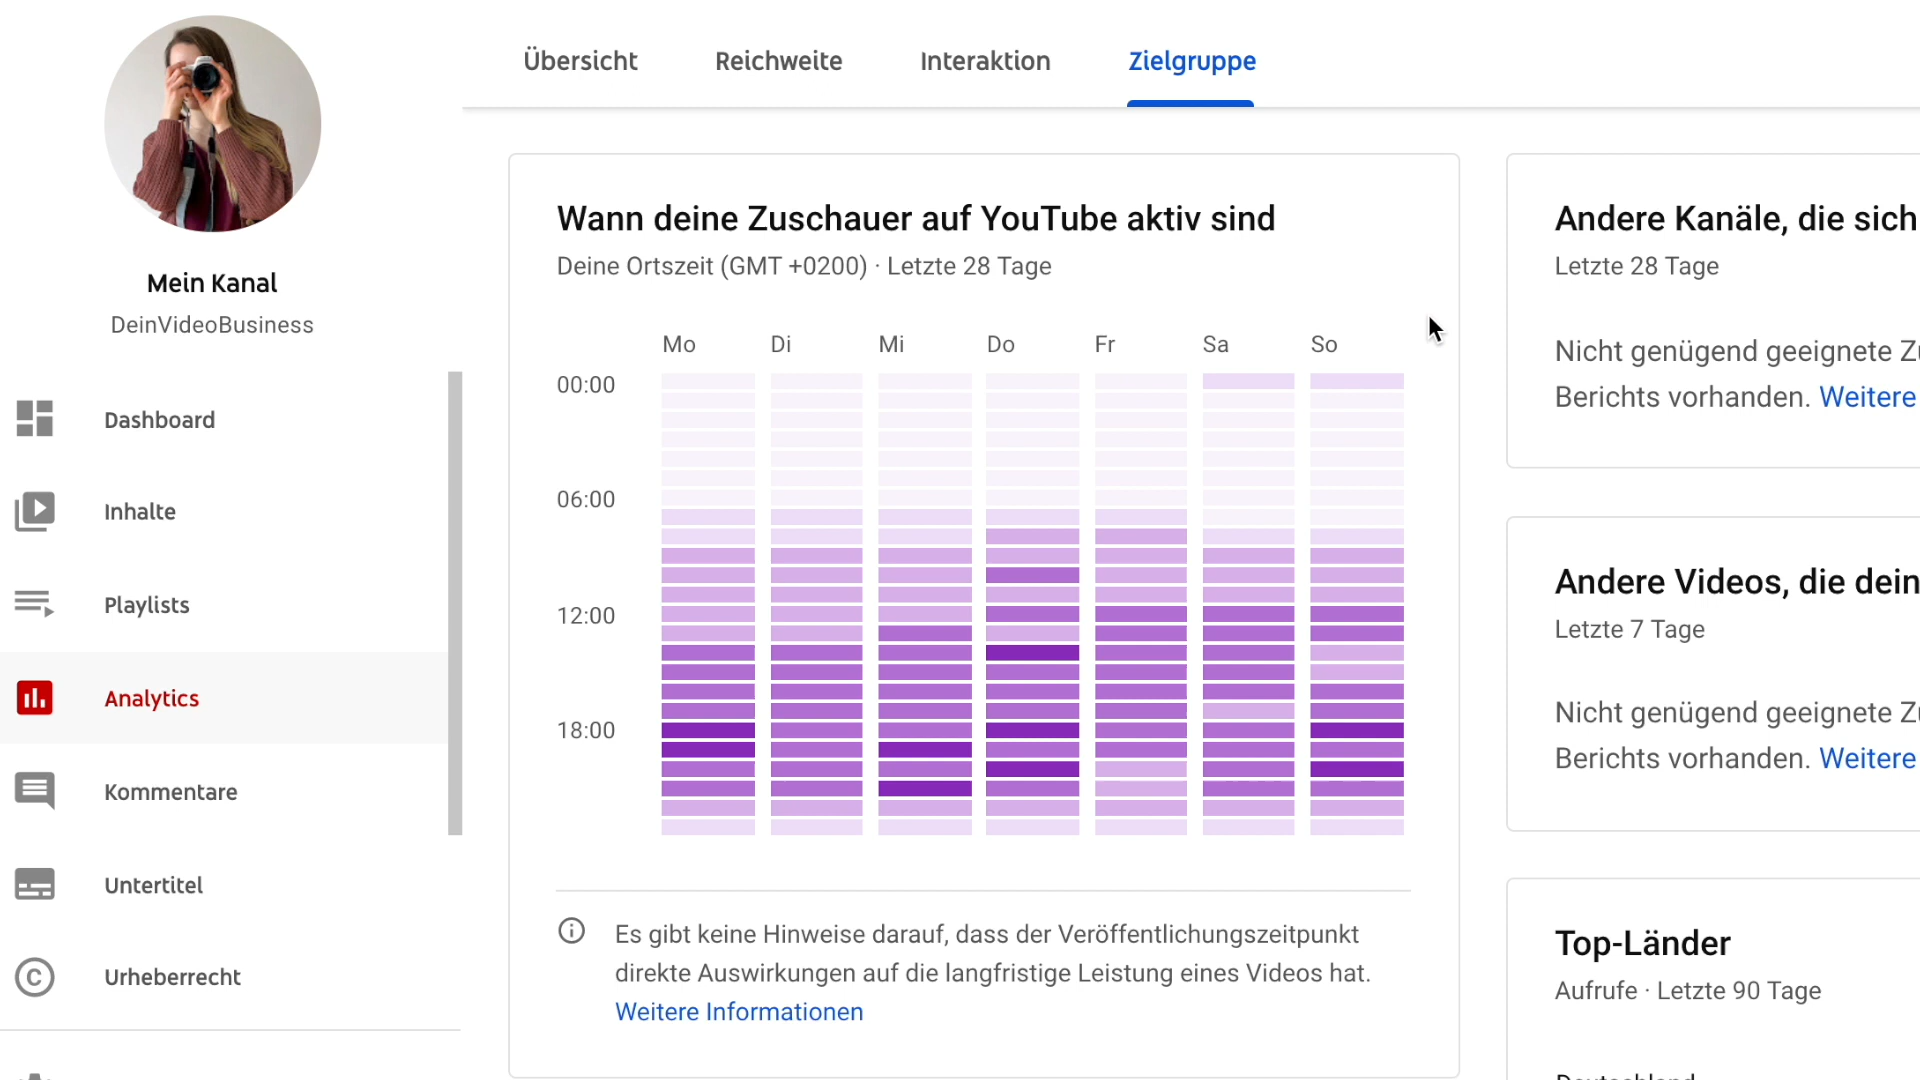 Übersicht
Reichweite
Interaktion
Zielgruppe
Mein Kanal
DeinVideoBusiness
Dashboard
Inhalte
Playlists
Analytics
Kommentare
Untertitel
Urheberrecht
Wann deine Zuschauer auf YouTube aktiv sind
Deine Ortszeit (GMT +0200) · Letzte 28 Tage
Mo Di Mi Do Fr Sa So
00:00
06:00
12:00
18:00
Es gibt keine Hinweise darauf, dass der Veröffentlichungszeitpunkt
direkte Auswirkungen auf die langfristige Leistung eines Videos hat.
Weitere Informationen
Andere Kanäle, die sich
Letzte 28 Tage
Nicht genügend geeignete
Berichts vorhanden. Weitere
Andere Videos, die dein
Letzte 7 Tage
Nicht genügend geeignete
Berichts vorhanden. Weitere
Top-Länder
Aufrufe · Letzte 90 Tage